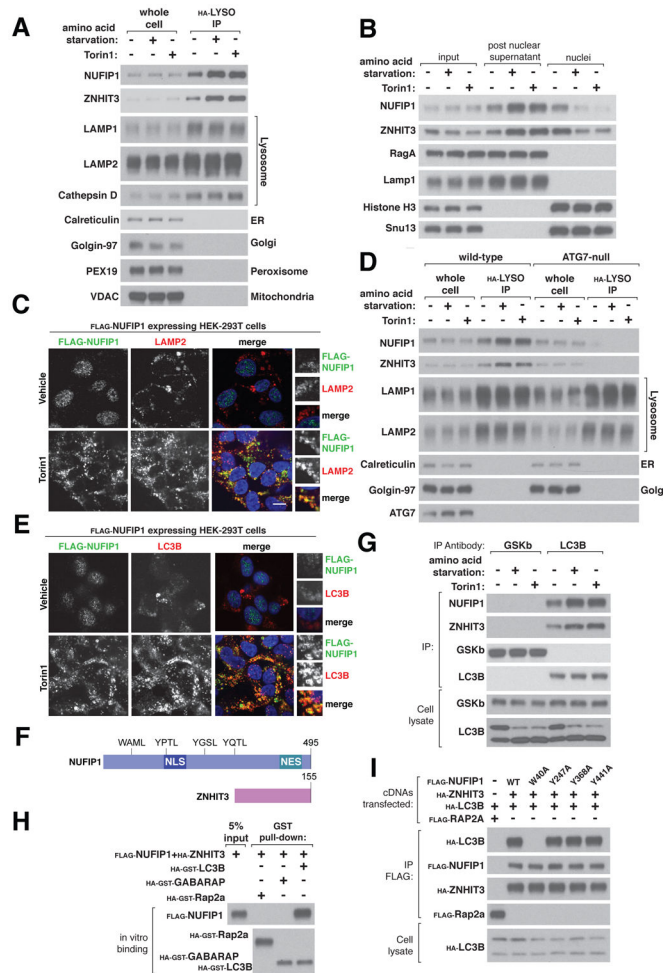 A
whole cell
HA-LYSO IP
amino acid starvation:
- + - - + -
Torin1:
- - + - - +
NUFIP1
ZNHIT3
LAMP1
LAMP2
Cathepsin D
Lysosome
Calreticulin
ER
Golgin-97
Golgi
PEX19
Peroxisome
VDAC
Mitochondria
B
input
post nuclear supernatant
nuclei
amino acid starvation:
- + - - + - - + -
Torin1:
- - + - - + - - +
NUFIP1
ZNHIT3
RagA
Lamp1
Histone H3
Snu13
C
FLAG-NUFIP1 expressing HEK-293T cells
FLAG-NUFIP1
LAMP2
merge
Vehicle
FLAG-NUFIP1
LAMP2
merge
Torin1
FLAG-NUFIP1
LAMP2
merge
D
wild-type
ATG7-null
whole cell
HA-LYSO IP
whole cell
HA-LYSO IP
amino acid starvation:
- + - - + - - + - - + -
Torin1:
- - + - - + - - + - - +
NUFIP1
ZNHIT3
LAMP1
LAMP2
Lysosome
Calreticulin
ER
Golgin-97
Golg
ATG7
E
FLAG-NUFIP1 expressing HEK-293T cells
FLAG-NUFIP1
LC3B
merge
Vehicle
FLAG-NUFIP1
LC3B
merge
Torin1
FLAG-NUFIP1
LC3B
merge
F
WAML YPTL YGSL YQTL
495
NUFIP1
NLS
NES
155
ZNHIT3
G
IP Antibody:
GSKb
LC3B
amino acid starvation:
- + - - + -
Torin1:
- - + - - +
IP:
NUFIP1
ZNHIT3
GSKb
LC3B
Cell lysate
GSKb
LC3B
H
5% input
GST pull-down:
FLAG-NUFIP1+HA-ZNHIT3
+ + + +
HA-GST-LC3B
- - - +
HA-GST-GABARAP
- - + -
HA-GST-Rap2a
- + - -
in vitro binding
FLAG-NUFIP1
HA-GST-Rap2a
HA-GST-GABARAP
HA-GST-LC3B
I
cDNAs transfected:
FLAG-NUFIP1
- WT W40A Y247A Y368A Y441A
HA-ZNHIT3
- + + + + +
HA-LC3B
+ + + + + +
FLAG-RAP2A
+ - - - - -
IP FLAG:
HA-LC3B
FLAG-NUFIP1
HA-ZNHIT3
FLAG-Rap2a
Cell lysate
HA-LC3B